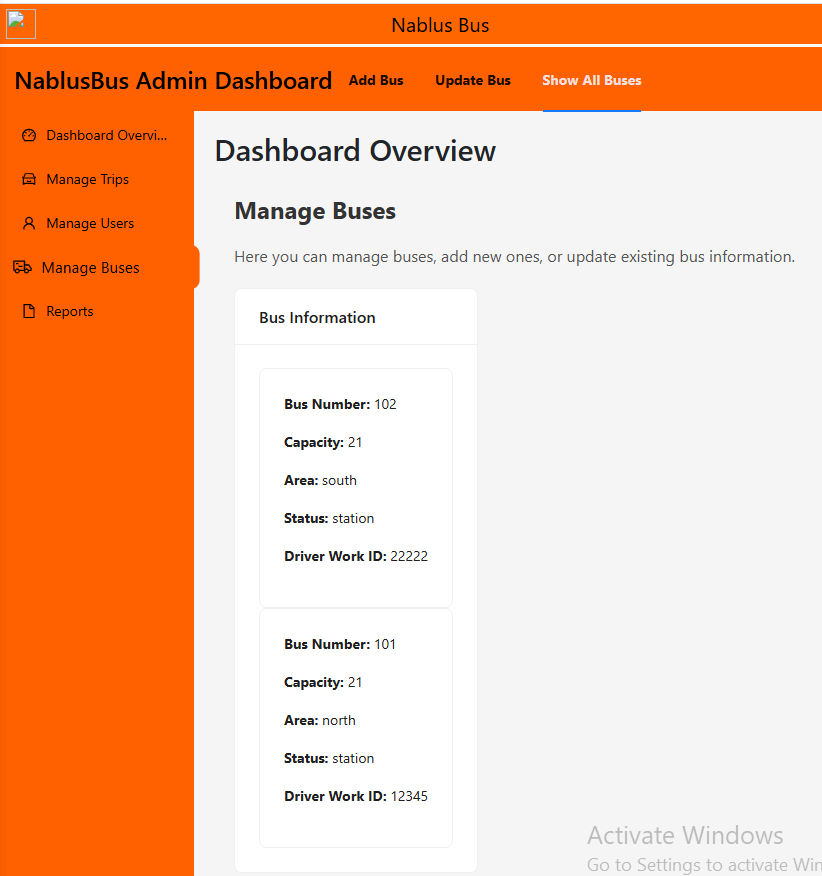 Nablus Bus
NablusBus Admin Dashboard Add Bus Update Bus Show All Buses
Dashboard Overvi...
Manage Trips
Manage Users
Manage Buses
Reports
Dashboard Overview
Manage Buses
Here you can manage buses, add new ones, or update existing bus information.
Bus Information
Bus Number: 102
Capacity: 21
Area: south
Status: station
Driver Work ID: 22222
Bus Number: 101
Capacity: 21
Area: north
Status: station
Driver Work ID: 12345
Activate Windows
Go to Settings to activate Win